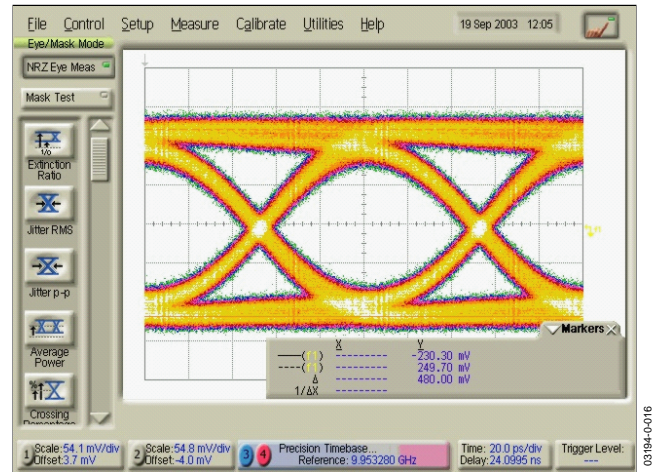 File Control Setup Measure Calibrate Utilities Help 19 Sep 2003 12:05
Eye/Mask Mode
NRZ Eye Meas
Mask Test
Extinction
Ratio
Jitter RMS
Jitter p-p
Average
Power
Crossing
Markers
X Y
(f1) --------- -230.30 mV
(f1) --------- 249.70 mV
Δ --------- 480.00 mV
1/ΔX ---------
1 Scale:54.1 mV/div
Offset:3.7 mV
2 Scale:54.8 mV/div
Offset:-4.0 mV
3 4 Precision Timebase...
Reference: 9.953280 GHz
Time: 20.0 ps/div
Delay:24.0995 ns
Trigger Level:
---
03194-0-016